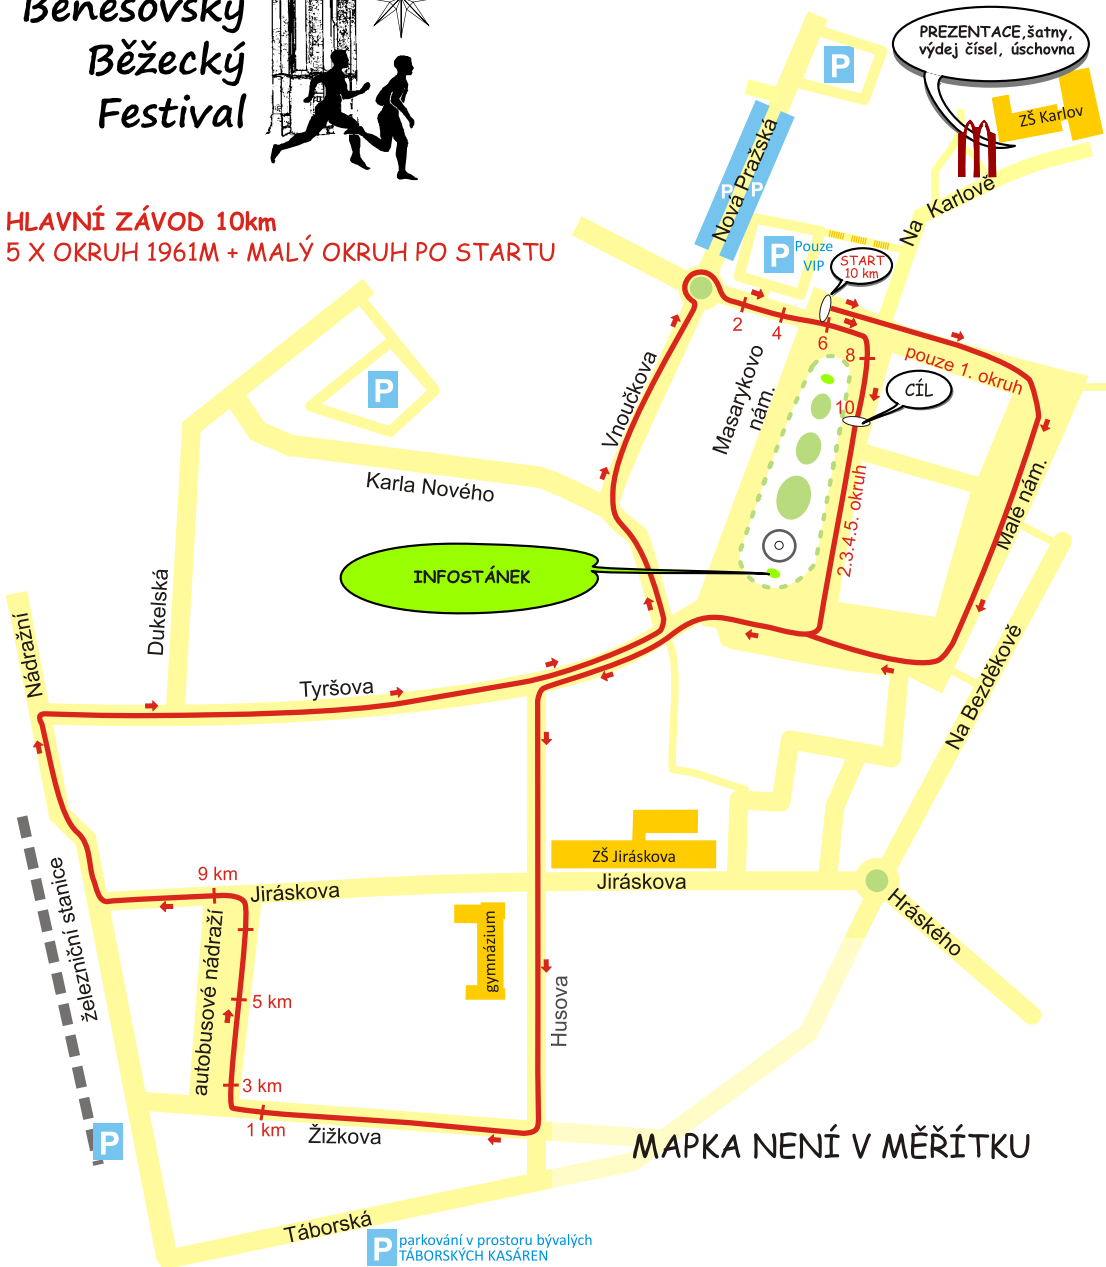 Benešovský
Běžecký
Festival
HLAVNÍ ZÁVOD 10km
5 X OKRUH 1961M + MALÝ OKRUH PO STARTU
PREZENTACE,šatny,
výdej čísel, úschovna
ZŠ Karlov
P
Nová Pražská
P P
Na Karlově
P
Pouze
VIP
START
10 km
2
4
6
8
10
pouze 1. okruh
CÍL
Masarykovo
nám.
Vnoučkova
P
Karla Nového
2.3.4.5. okruh
Malé nám.
INFOSTÁNEK
Dukelská
Nádražní
Tyršova
Na Bezděkově
ZŠ Jiráskova
Jiráskova
9 km
Jiráskova
Hráského
železniční stanice
autobusové nádraží
gymnázium
5 km
Husova
3 km
1 km
Žižkova
P
MAPKA NENÍ V MĚŘÍTKU
Táborská
P
parkování v prostoru bývalých
TÁBORSKÝCH KASÁREN